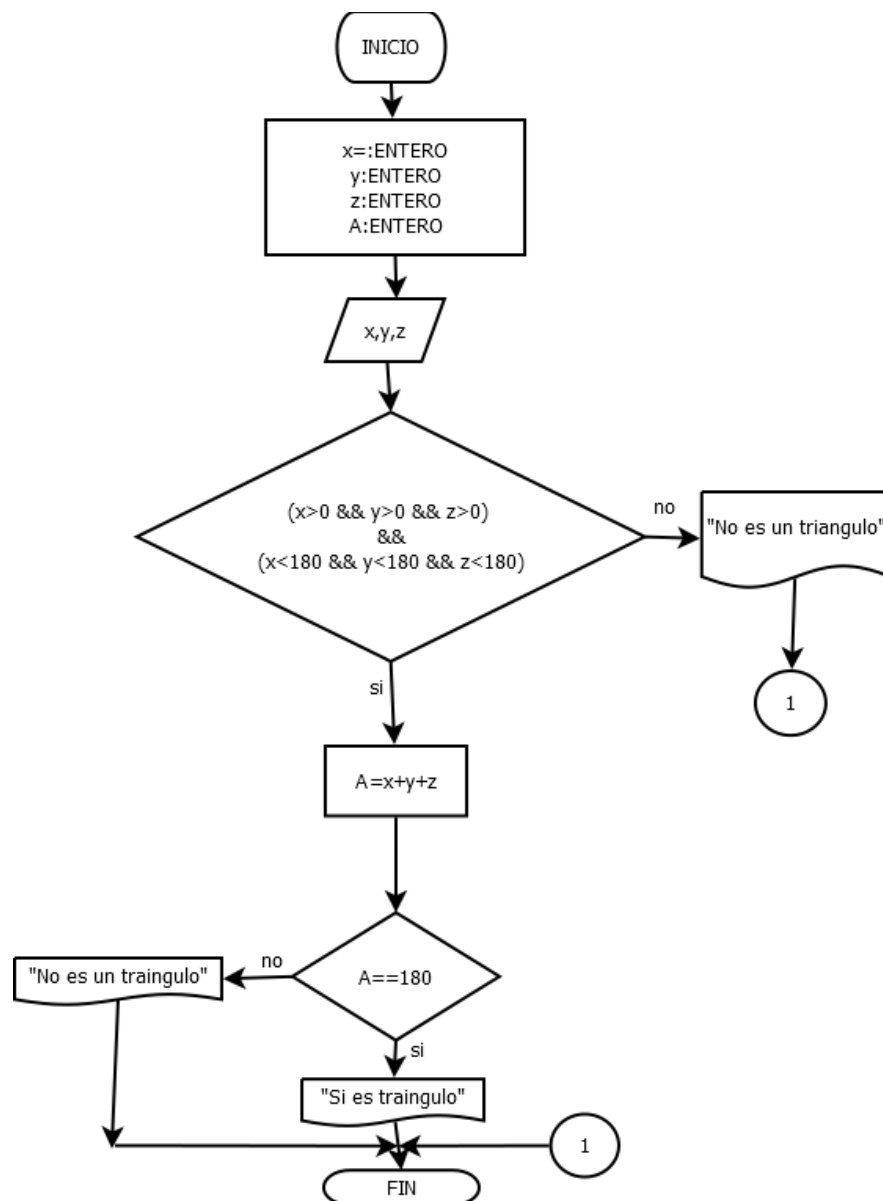 INICIO
x=:ENTERO
y:ENTERO
z:ENTERO
A:ENTERO
x,y,z
(x>0 && y>0 && z>0)
&&
(x<180 && y<180 && z<180)
no
"No es un triangulo"
1
si
A=x+y+z
A==180
no
"No es un traingulo"
si
"Si es traingulo"
1
FIN